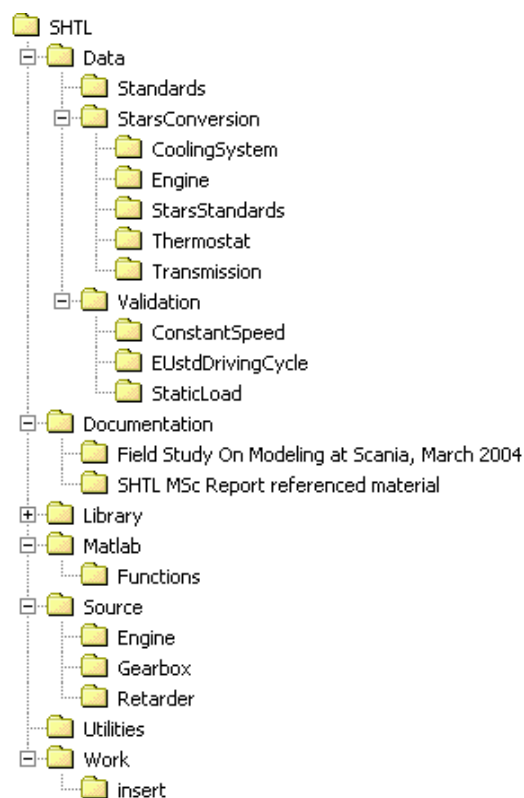 SHTL
Data
Standards
StarsConversion
CoolingSystem
Engine
StarsStandards
Thermostat
Transmission
Validation
ConstantSpeed
EUstdDrivingCycle
StaticLoad
Documentation
Field Study On Modeling at Scania, March 2004
SHTL MSc Report referenced material
Library
Matlab
Functions
Source
Engine
Gearbox
Retarder
Utilities
Work
insert